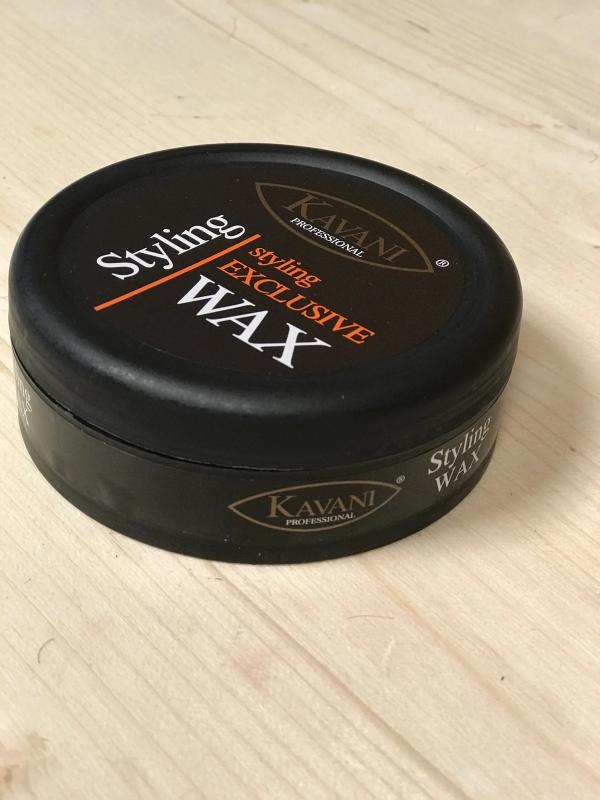 KAVANI
PROFESSIONAL
®
Styling
styling
EXCLUSIVE
WAX
KAVANI
PROFESSIONAL
®
Styling
WAX